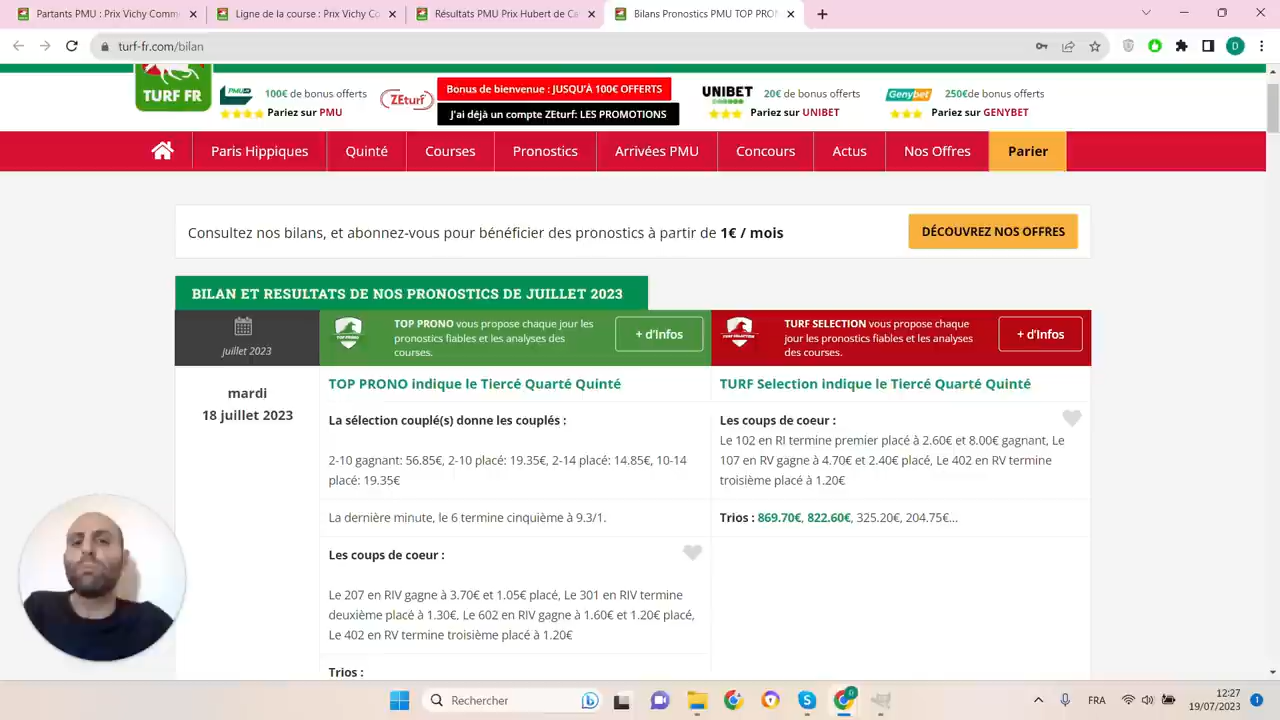 Partants PMU : Prix Vichy Comm
Ligne de la course : Prix Vichy Co
Résultats PMU Prix Hubert de Ca
Bilans Pronostics PMU TOP PRON
turf-fr.com/bilan
D
TURF FR
PMU
100€ de bonus offerts
Pariez sur PMU
ZEturf
Bonus de bienvenue : JUSQU'À 100€ OFFERTS
J'ai déjà un compte ZEturf: LES PROMOTIONS
UNIBET
20€ de bonus offerts
Pariez sur UNIBET
Genybet
250€de bonus offerts
Pariez sur GENYBET
Paris Hippiques
Quinté
Courses
Pronostics
Arrivées PMU
Concours
Actus
Nos Offres
Parier
Consultez nos bilans, et abonnez-vous pour bénéficier des pronostics à partir de 1€ / mois
DÉCOUVREZ NOS OFFRES
BILAN ET RESULTATS DE NOS PRONOSTICS DE JUILLET 2023
Juillet 2023
TOP PRONO vous propose chaque jour les
pronostics fiables et les analyses des
courses.
+ d'Infos
TURF SELECTION vous propose chaque
jour les pronostics fiables et les analyses
des courses.
+ d'Infos
mardi
18 juillet 2023
TOP PRONO indique le Tiercé Quarté Quinté
La sélection couplé(s) donne les couplés :
2-10 gagnant: 56.85€, 2-10 placé: 19.35€, 2-14 placé: 14.85€, 10-14
placé: 19.35€
La dernière minute, le 6 termine cinquième à 9.3/1.
Les coups de coeur :
Le 207 en RIV gagne à 3.70€ et 1.05€ placé, Le 301 en RIV termine
deuxième placé à 1.30€, Le 602 en RIV gagne à 1.60€ et 1.20€ placé,
Le 402 en RV termine troisième placé à 1.20€
Trios :
TURF Selection indique le Tiercé Quarté Quinté
Les coups de coeur :
Le 102 en RI termine premier placé à 2.60€ et 8.00€ gagnant, Le
107 en RV gagne à 4.70€ et 2.40€ placé, Le 402 en RV termine
troisième placé à 1.20€
Trios : 869.70€, 822.60€, 325.20€, 204.75€...
Rechercher
FRA
12:27
19/07/2023